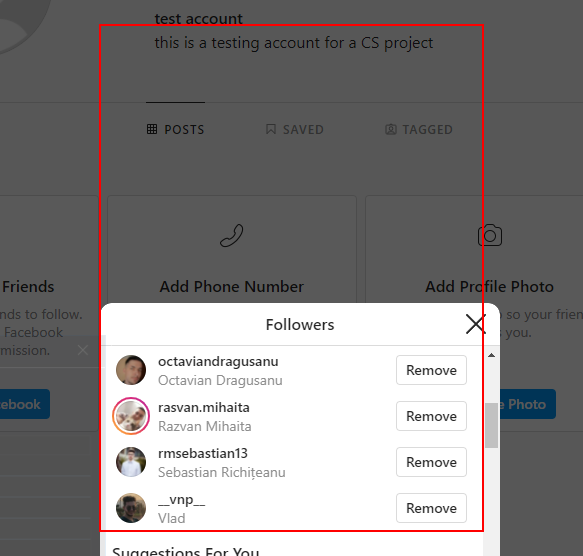 test account
this is a testing account for a CS project
POSTS SAVED TAGGED
Friends
nds to follow.
Facebook
mission.
cebook
Add Phone Number
Add Profile Photo
so your frien
you.
e Photo
Followers
octaviandragusanu
Octavian Dragusanu
Remove
rasvan.mihaita
Razvan Mihaita
Remove
rmsebastian13
Sebastian Richițeanu
Remove
__vnp__
Vlad
Remove
Suggestions For You